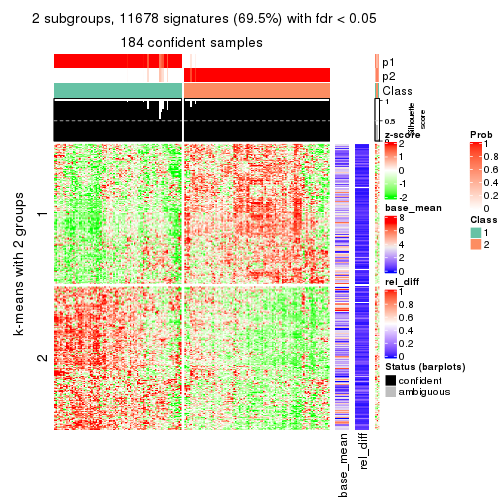 2 subgroups, 11678 signatures (69.5%) with fdr < 0.05
184 confident samples
p1
p2
Class
1
0.5
0
Silhouette
score
k-means with 2 groups
1
2
base_mean
rel_diff
z-score
2
1
0
-1
-2
base_mean
8
6
4
2
0
rel_diff
1
0.8
0.6
0.4
0.2
0
Status (barplots)
confident
ambiguous
Prob
1
0.8
0.6
0.4
0.2
0
Class
1
2